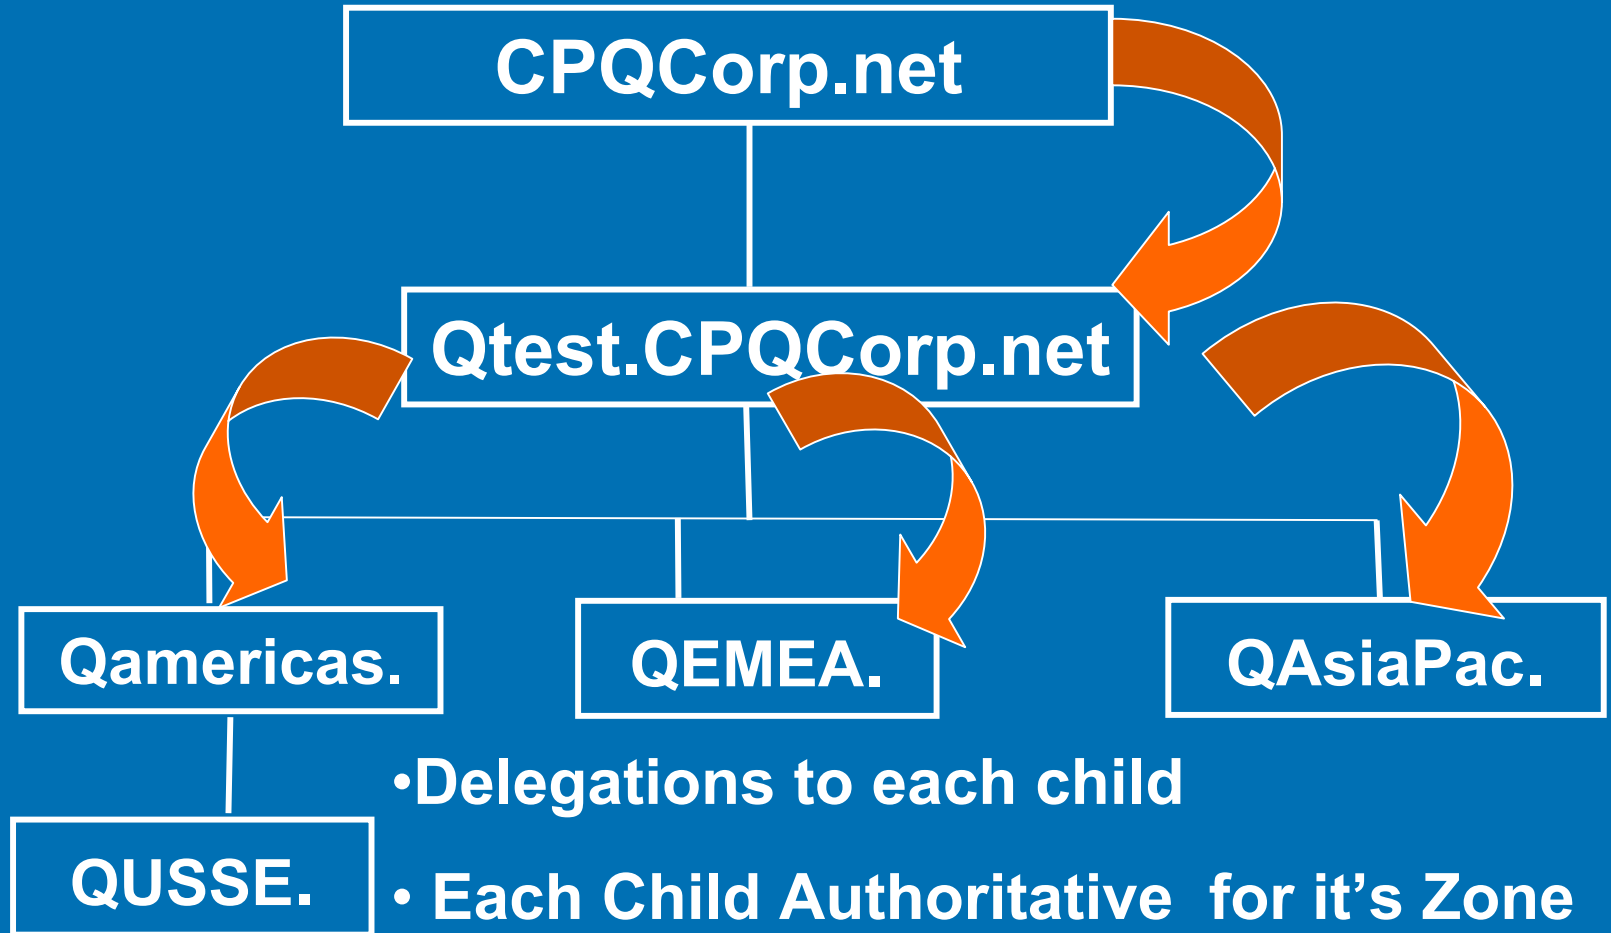 CPQCorp.net
Qtest.CPQCorp.net
Qamericas.
QEMEA.
QAsiaPac.
•Delegations to each child
QUSSE.
• Each Child Authoritative for it’s Zone